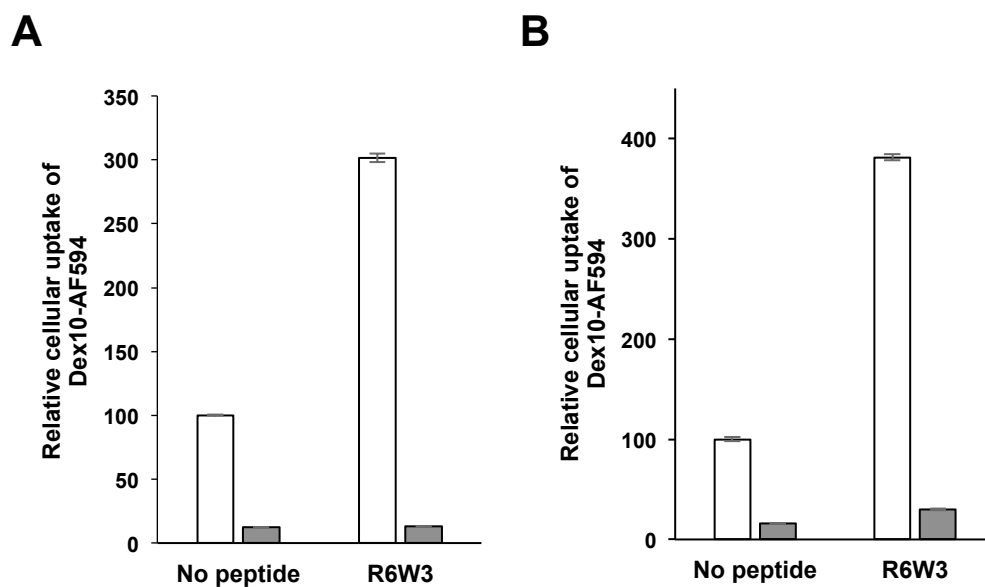 A
Relative cellular uptake of
Dex10-AF594
350
300
250
200
150
100
50
0
No peptide
R6W3
B
Relative cellular uptake of
Dex10-AF594
400
300
200
100
0
No peptide
R6W3